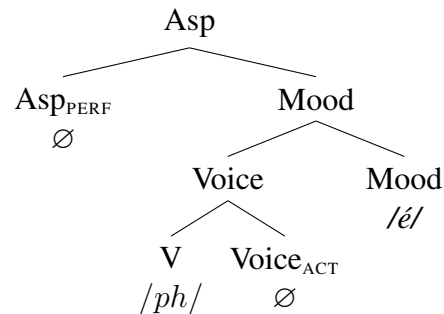 Asp
Asp_PERF Mood
∅
Voice Mood
/é/
V Voice_ACT
/ph/ ∅